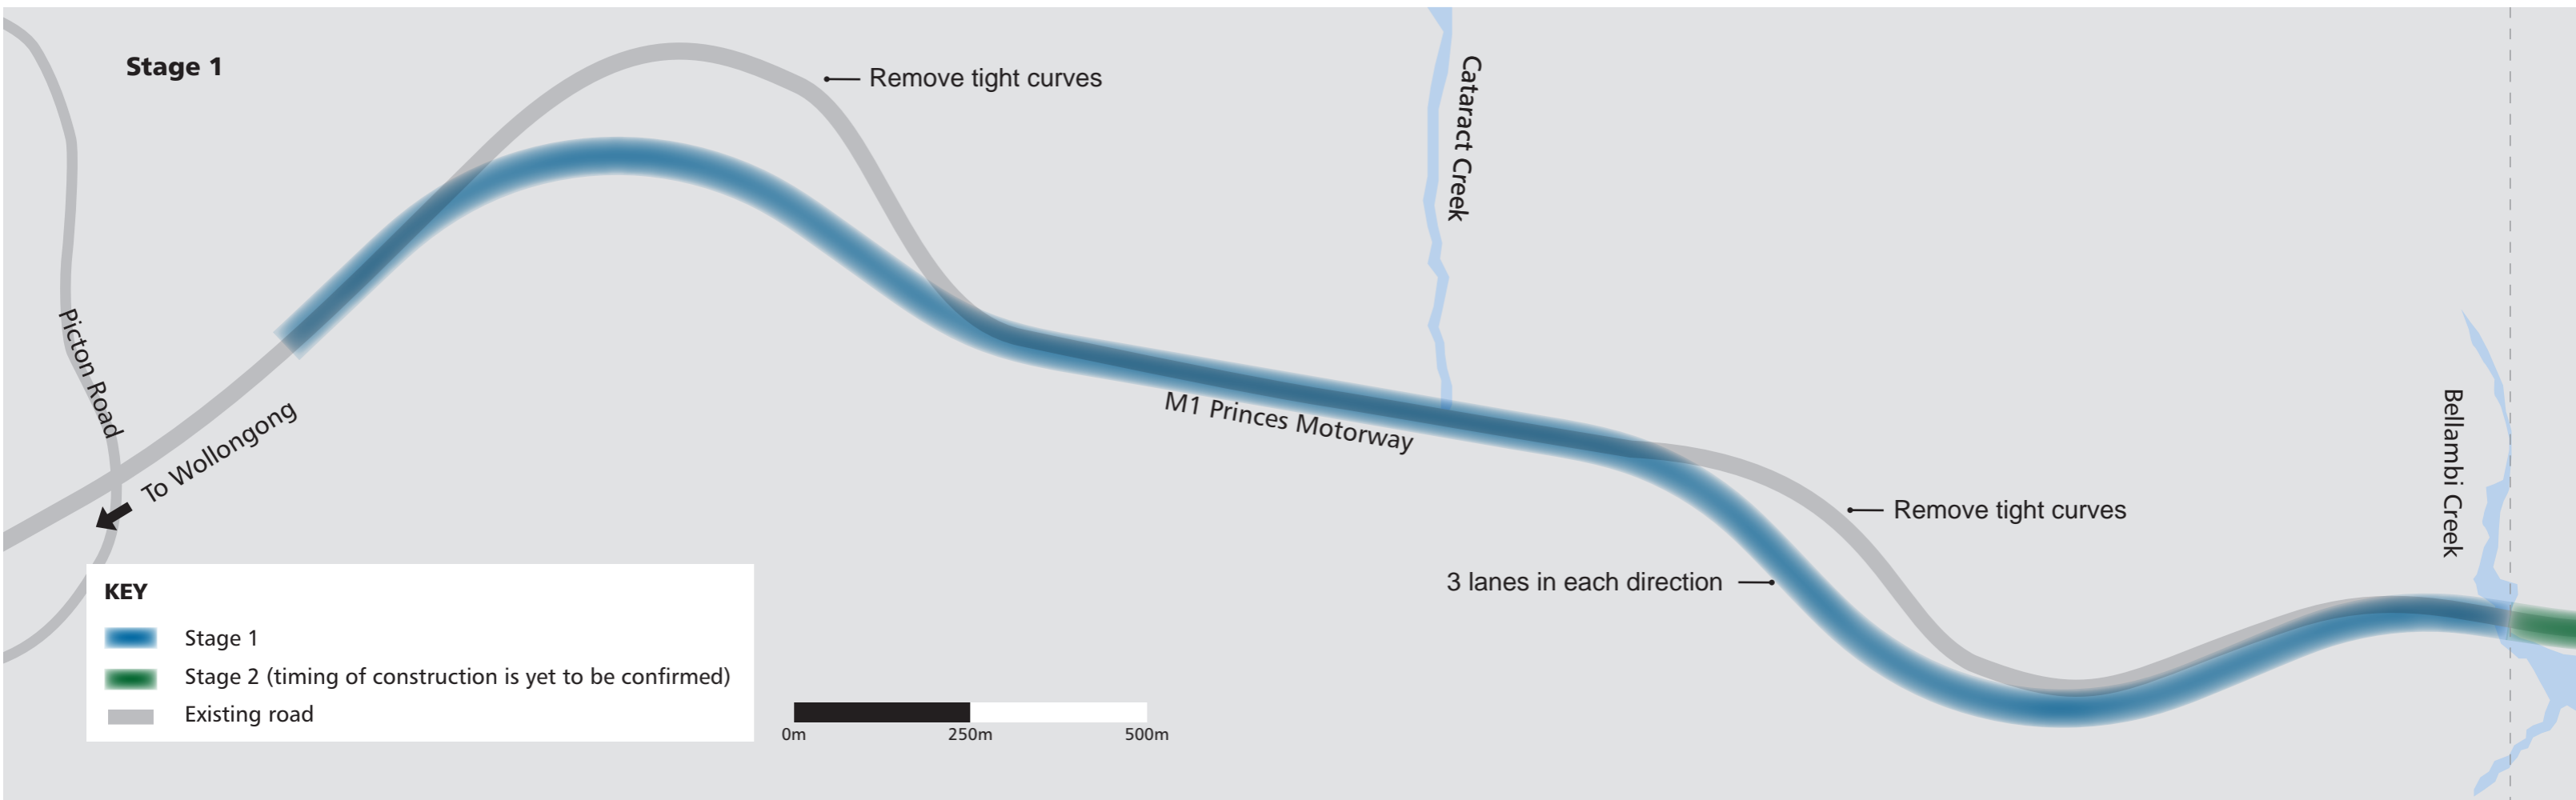 Stage 1
Remove tight curves
Cataract Creek
Picton Road
To Wollongong
M1 Princes Motorway
Remove tight curves
3 lanes in each direction
Bellambi Creek
KEY
Stage 1
Stage 2 (timing of construction is yet to be confirmed)
Existing road
0m 250m 500m